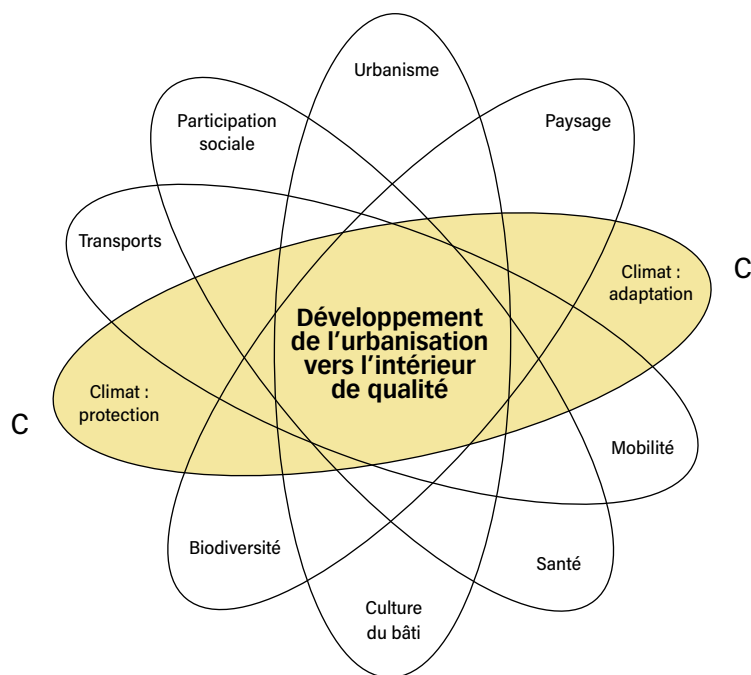 Urbanisme
Participation
sociale
Paysage
Transports
Climat :
adaptation
C
Développement
de l’urbanisation
vers l’intérieur
de qualité
Climat :
protection
C
Mobilité
Biodiversité
Santé
Culture
du bâti